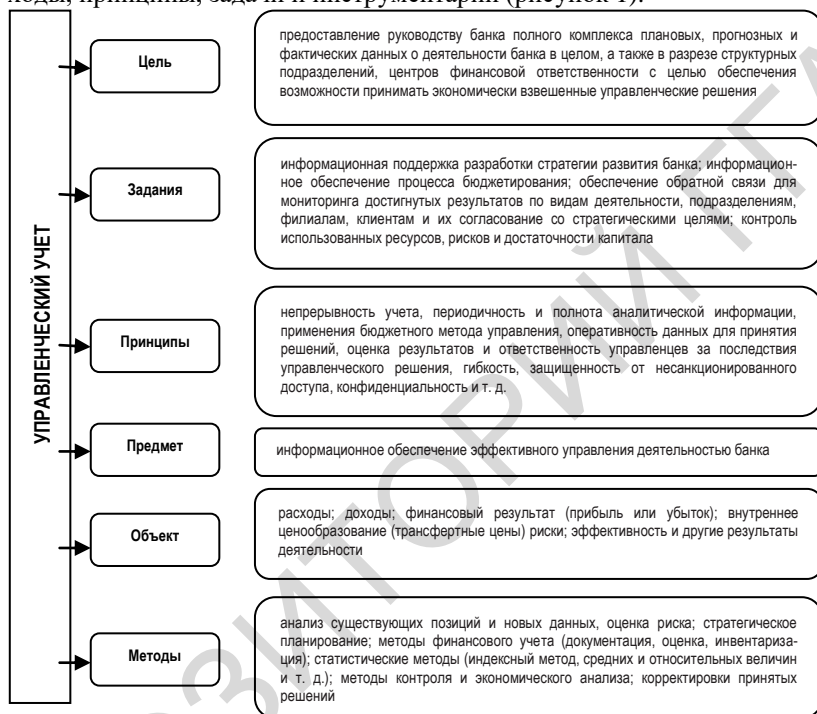 ходы, принципы, задачи и инструментарий (рисунок 1).
УПРАВЛЕНЧЕСКИЙ УЧЕТ
Цель
предоставление руководству банка полного комплекса плановых, прогнозных и
фактических данных о деятельности банка в целом, а также в разрезе структурных
подразделений, центров финансовой ответственности с целью обеспечения
возможности принимать экономически взвешенные управленческие решения
Задания
информационная поддержка разработки стратегии развития банка; информацион-
ное обеспечение процесса бюджетирования; обеспечение обратной связи для
мониторинга достигнутых результатов по видам деятельности, подразделениям,
филиалам, клиентам и их согласование со стратегическими целями; контроль
использованных ресурсов, рисков и достаточности капитала
Принципы
непрерывность учета, периодичность и полнота аналитической информации,
применения бюджетного метода управления, оперативность данных для принятия
решений, оценка результатов и ответственность управленцев за последствия
управленческого решения, гибкость, защищенность от несанкционированного
доступа, конфиденциальность и т. д.
Предмет
информационное обеспечение эффективного управления деятельностью банка
Объект
расходы; доходы; финансовый результат (прибыль или убыток); внутреннее
ценообразование (трансфертные цены) риски; эффективность и другие результаты
деятельности
Методы
анализ существующих позиций и новых данных, оценка риска; стратегическое
планирование; методы финансового учета (документация, оценка, инвентариза-
ция); статистические методы (индексный метод, средних и относительных величин
и т. д.); методы контроля и экономического анализа; корректировки принятых
решений